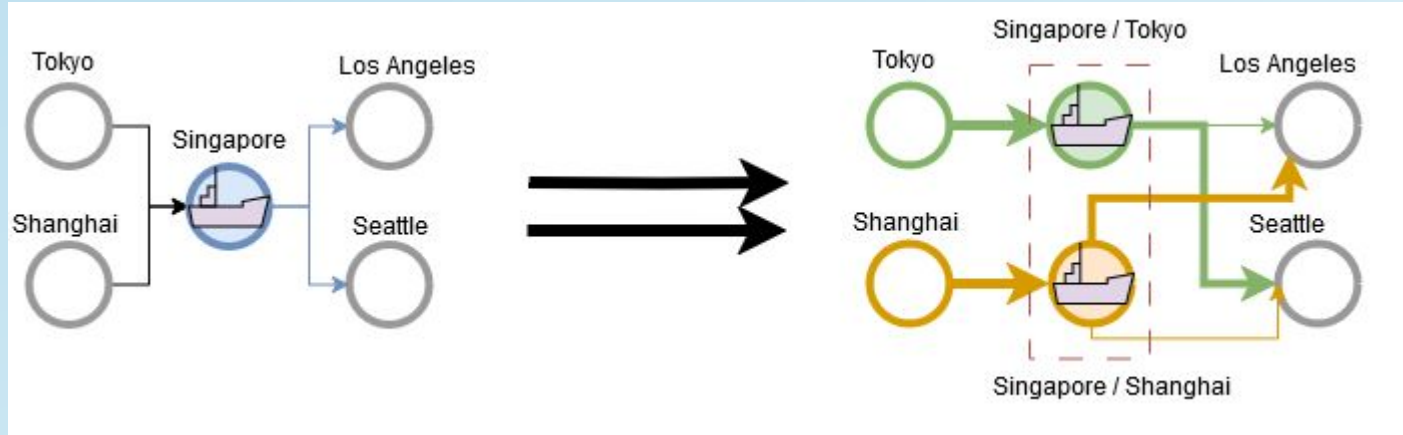 Tokyo
Los Angeles
Singapore
Shanghai
Seattle
Singapore / Tokyo
Tokyo
Los Angeles
Shanghai
Seattle
Singapore / Shanghai